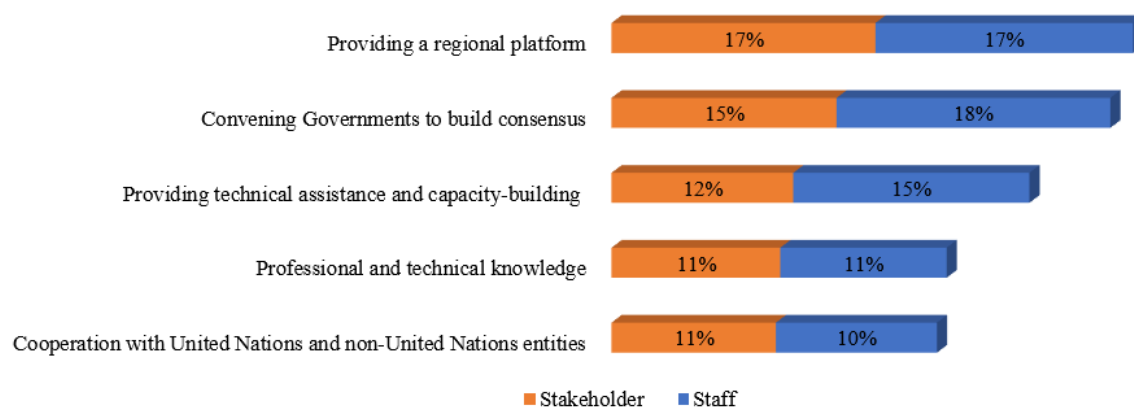 Providing a regional platform 17% 17%
Convening Governments to build consensus 15% 18%
Providing technical assistance and capacity-building 12% 15%
Professional and technical knowledge 11% 11%
Cooperation with United Nations and non-United Nations entities 11% 10%
Stakeholder Staff